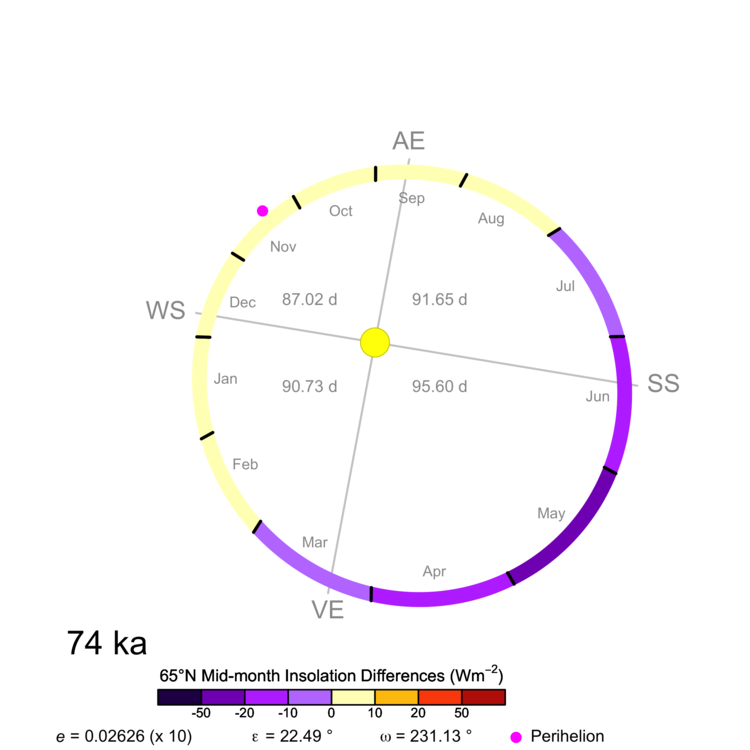 AE
Sep
Oct
Aug
Nov
Jul
Dec
87.02 d
91.65 d
WS
Jan
90.73 d
95.60 d
SS
Jun
Feb
May
Mar
Apr
VE
74 ka
65°N Mid-month Insolation Differences (Wm⁻²)
-50 -20 -10 0 10 20 50
e = 0.02626 (x 10) ε = 22.49 ° ω = 231.13 ° Perihelion